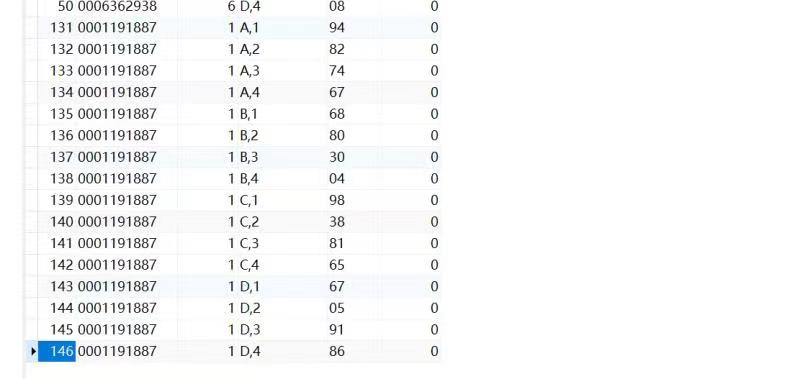 50 0006362938 6 D,4 08 0
131 0001191887 1 A,1 94 0
132 0001191887 1 A,2 82 0
133 0001191887 1 A,3 74 0
134 0001191887 1 A,4 67 0
135 0001191887 1 B,1 68 0
136 0001191887 1 B,2 80 0
137 0001191887 1 B,3 30 0
138 0001191887 1 B,4 04 0
139 0001191887 1 C,1 98 0
140 0001191887 1 C,2 38 0
141 0001191887 1 C,3 81 0
142 0001191887 1 C,4 65 0
143 0001191887 1 D,1 67 0
144 0001191887 1 D,2 05 0
145 0001191887 1 D,3 91 0
146 0001191887 1 D,4 86 0